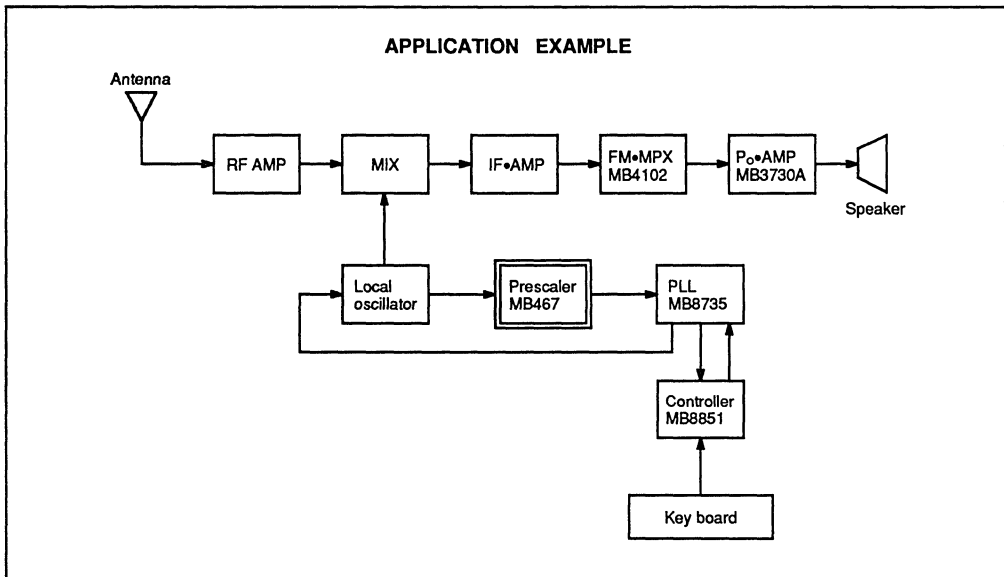 APPLICATION EXAMPLE
Antenna
RF AMP
MIX
IF•AMP
FM•MPX
MB4102
Po•AMP
MB3730A
Speaker
Local
oscillator
Prescaler
MB467
PLL
MB8735
Controller
MB8851
Key board